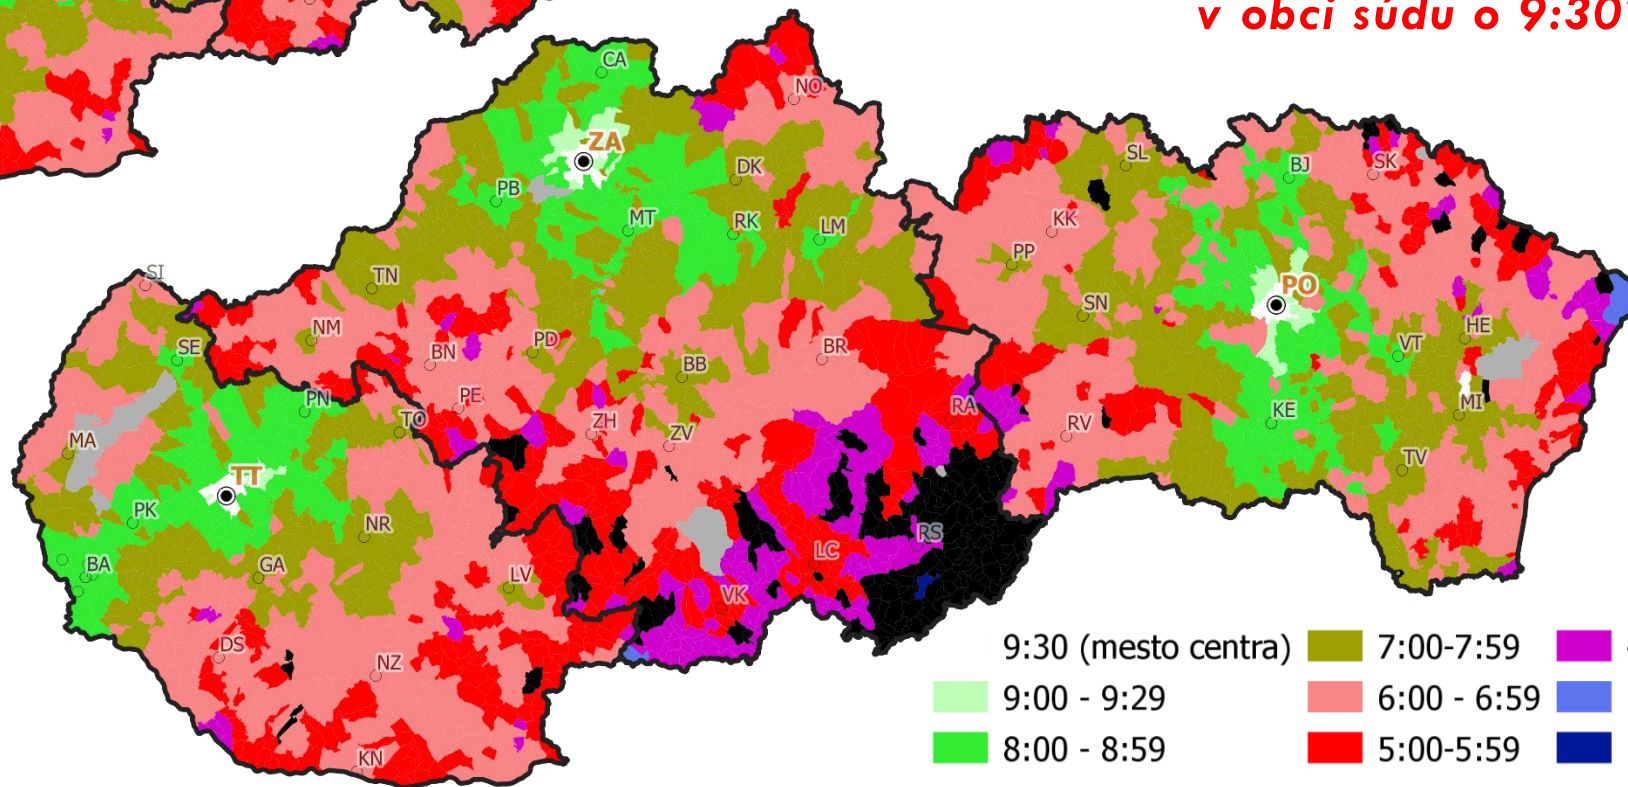 v obci súdu o 9:30
CA
NO
ZA
DK
PB
MT
RK
LM
SL
BJ
SK
KK
PP
SI
TN
PO
SN
NM
HE
SE
BN
PD
BB
BR
VT
PN
PE
TO
ZH
ZV
RA
RV
KE
MI
MA
TT
TV
PK
NR
RS
BA
GA
LV
LC
VK
DS
NZ
KN
9:30 (mesto centra)
7:00-7:59
9:00 - 9:29
6:00 - 6:59
8:00 - 8:59
5:00-5:59